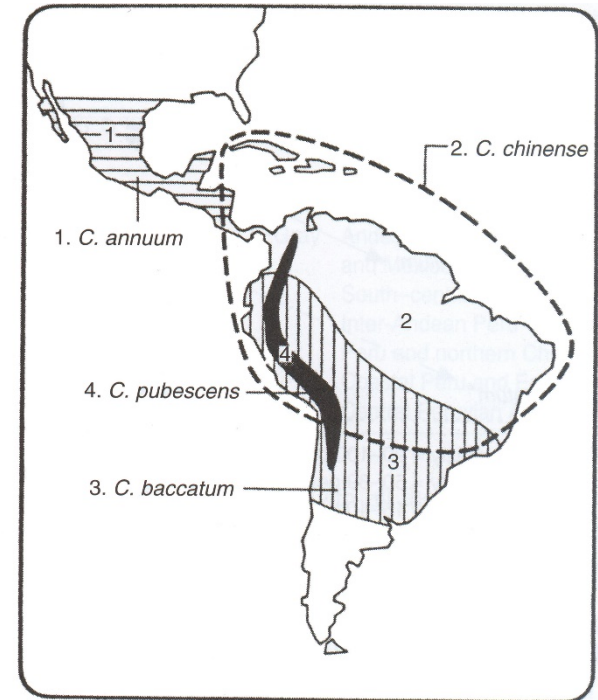 1
2. C. chinense
1. C. annuum
2
4
4. C. pubescens
3
3. C. baccatum